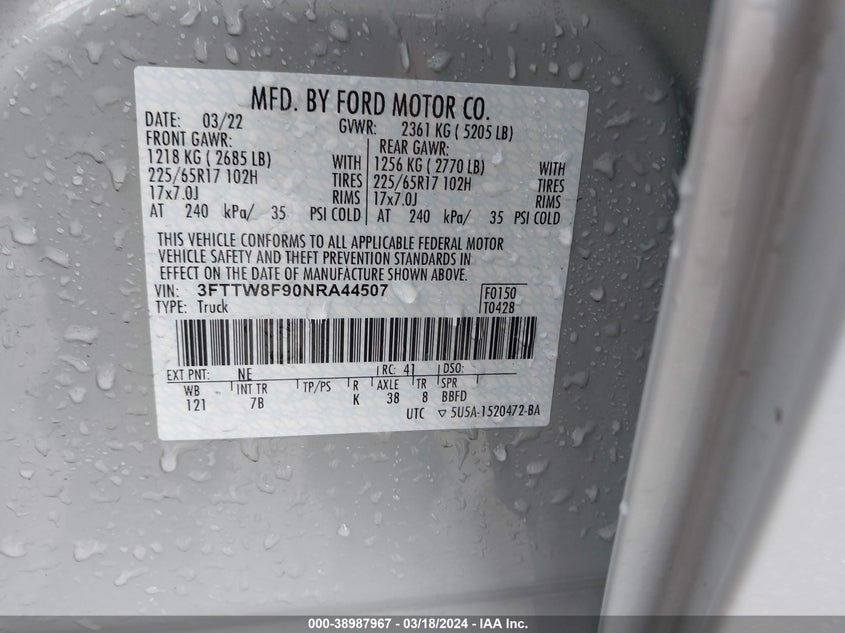 MFD. BY FORD MOTOR CO.
DATE: 03/22 GVWR: 2361 KG ( 5205 LB)
FRONT GAWR: REAR GAWR:
1218 KG ( 2685 LB) WITH 1256 KG ( 2770 LB) WITH
225/65R17 102H TIRES 225/65R17 102H TIRES
17x7.0J RIMS 17x7.0J RIMS
AT 240 kPa/ 35 PSI COLD AT 240 kPa/ 35 PSI COLD
THIS VEHICLE CONFORMS TO ALL APPLICABLE FEDERAL MOTOR
VEHICLE SAFETY AND THEFT PREVENTION STANDARDS IN
EFFECT ON THE DATE OF MANUFACTURE SHOWN ABOVE.
VIN: 3FTTW8F90NRA44507 F0150
TYPE: Truck T0428
EXT PNT: NE RC: 41 DSO:
WB INT TR TP/PS R AXLE TR SPR
121 7B K 38 8 BBFD
UTC ▽ 5U5A-1520472-BA
000-38987967 — 03/18/2024 - IAA Inc.